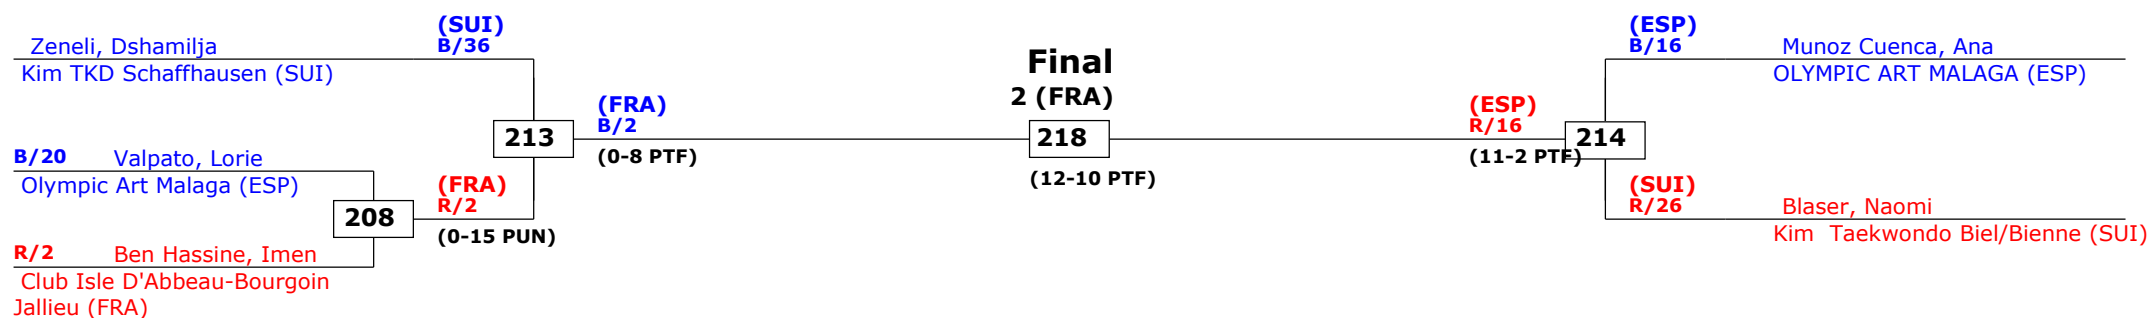 (SUI)
Zeneli, Dshamilja B/36
Kim TKD Schaffhausen (SUI)
213
(FRA)
B/2
(0-8 PTF)
B/20 Valpato, Lorie
Olympic Art Malaga (ESP)
208
(FRA)
R/2
(0-15 PUN)
R/2 Ben Hassine, Imen
Club Isle D'Abbeau-Bourgoin
Jallieu (FRA)
Final
2 (FRA)
218
(12-10 PTF)
(ESP)
R/16
(11-2 PTF)
214
(ESP)
B/16 Munoz Cuenca, Ana
OLYMPIC ART MALAGA (ESP)
(SUI)
R/26 Blaser, Naomi
Kim Taekwondo Biel/Bienne (SUI)